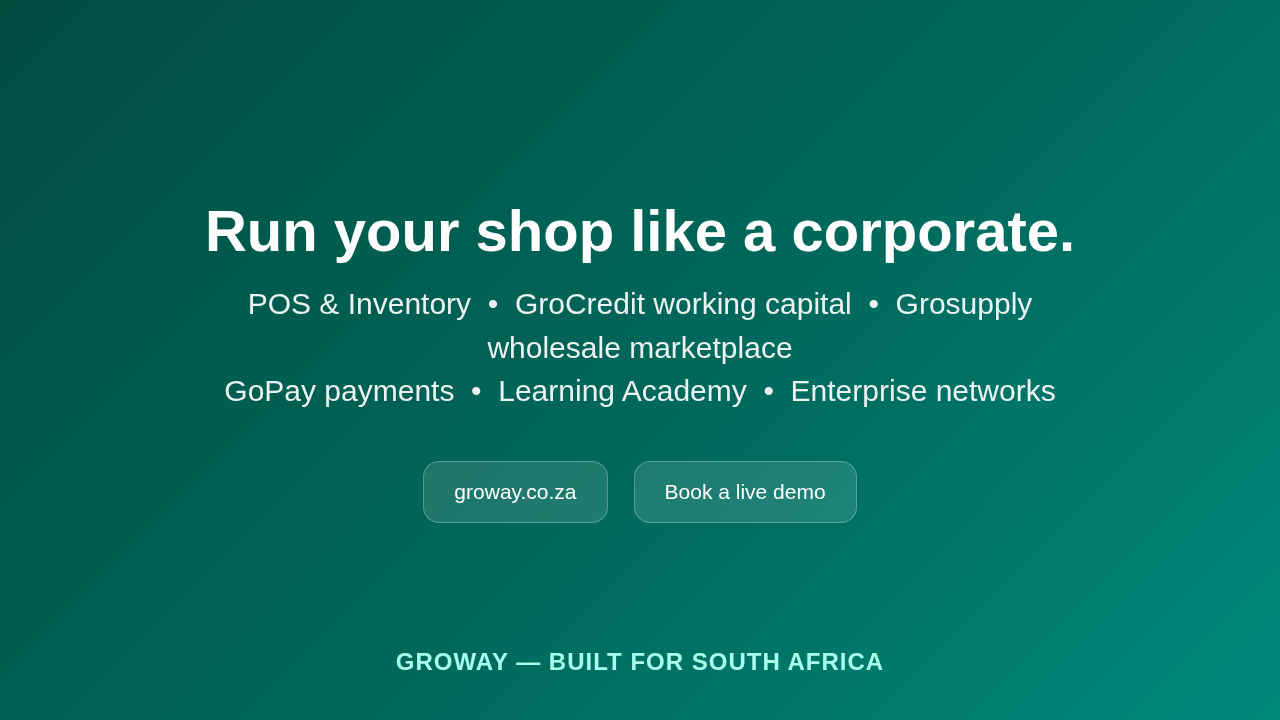 Run your shop like a corporate.
POS & Inventory • GroCredit working capital • Grosupply
wholesale marketplace
GoPay payments • Learning Academy • Enterprise networks
groway.co.za
Book a live demo
GROWAY — BUILT FOR SOUTH AFRICA